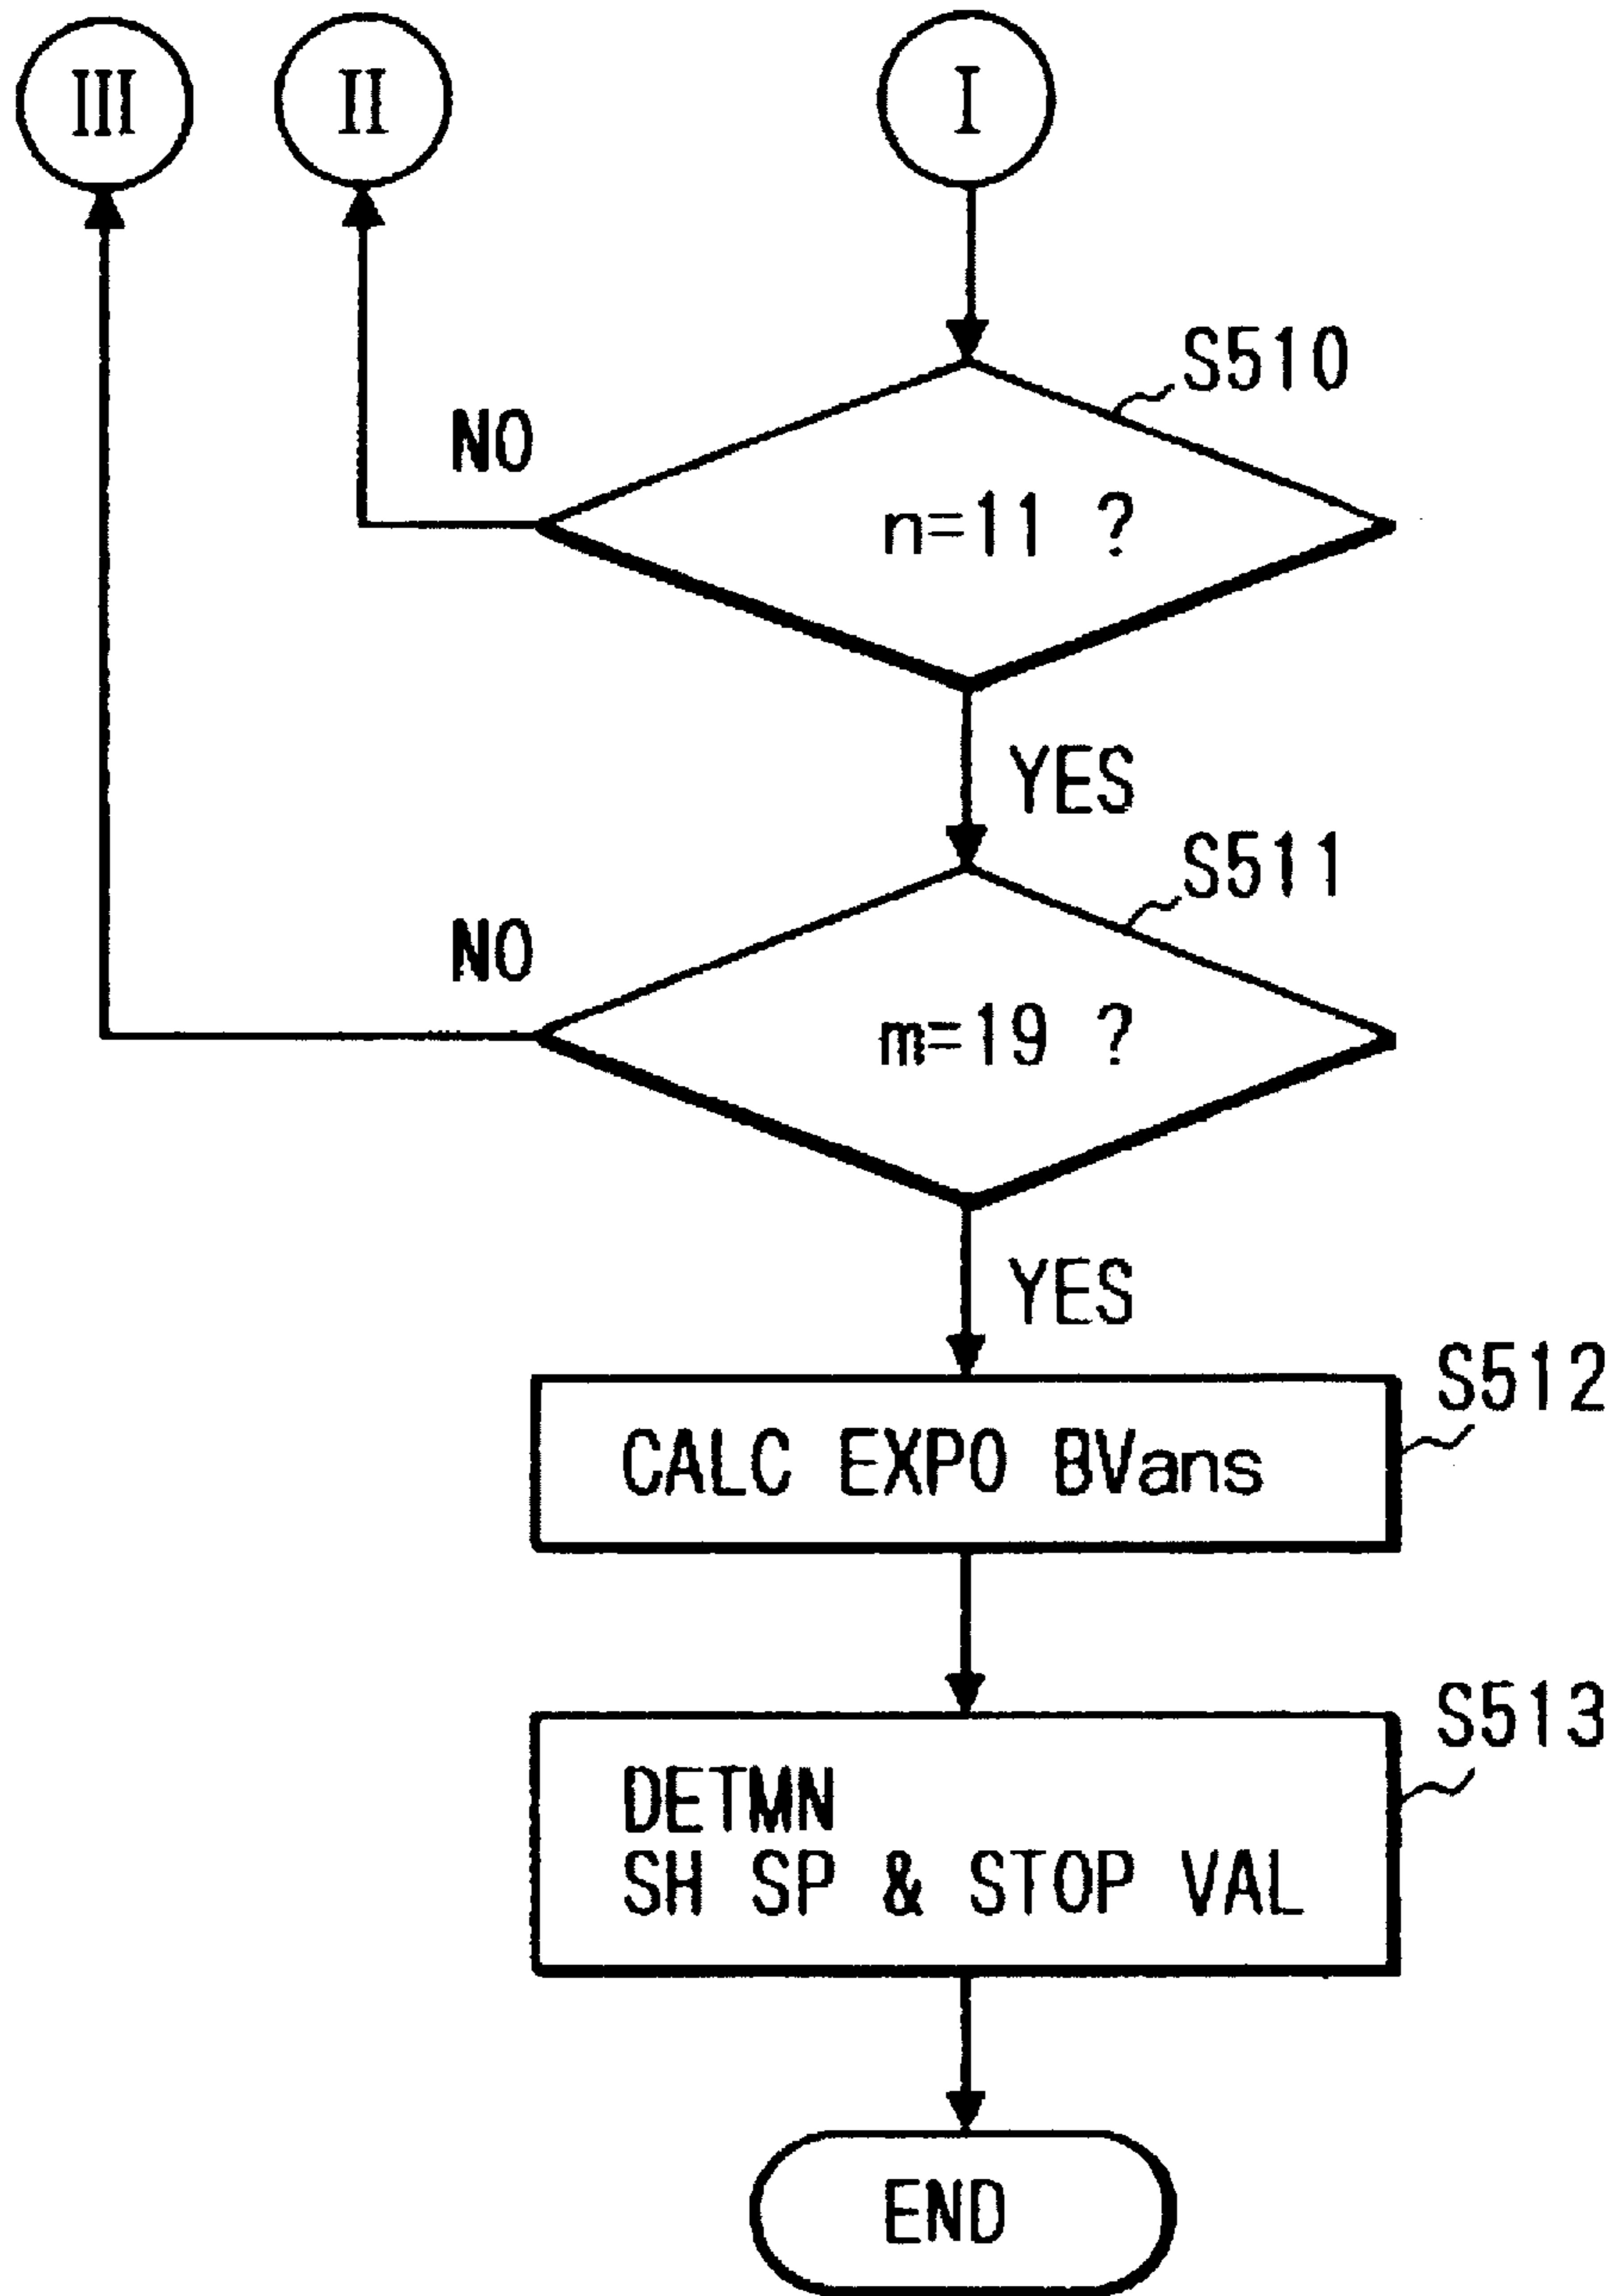 III
II
I
S510
NO
n=11 ?
YES
S511
NO
m=19 ?
YES
S512
CALC EXPO BVans
S513
DETMN
SH SP & STOP VAL
END